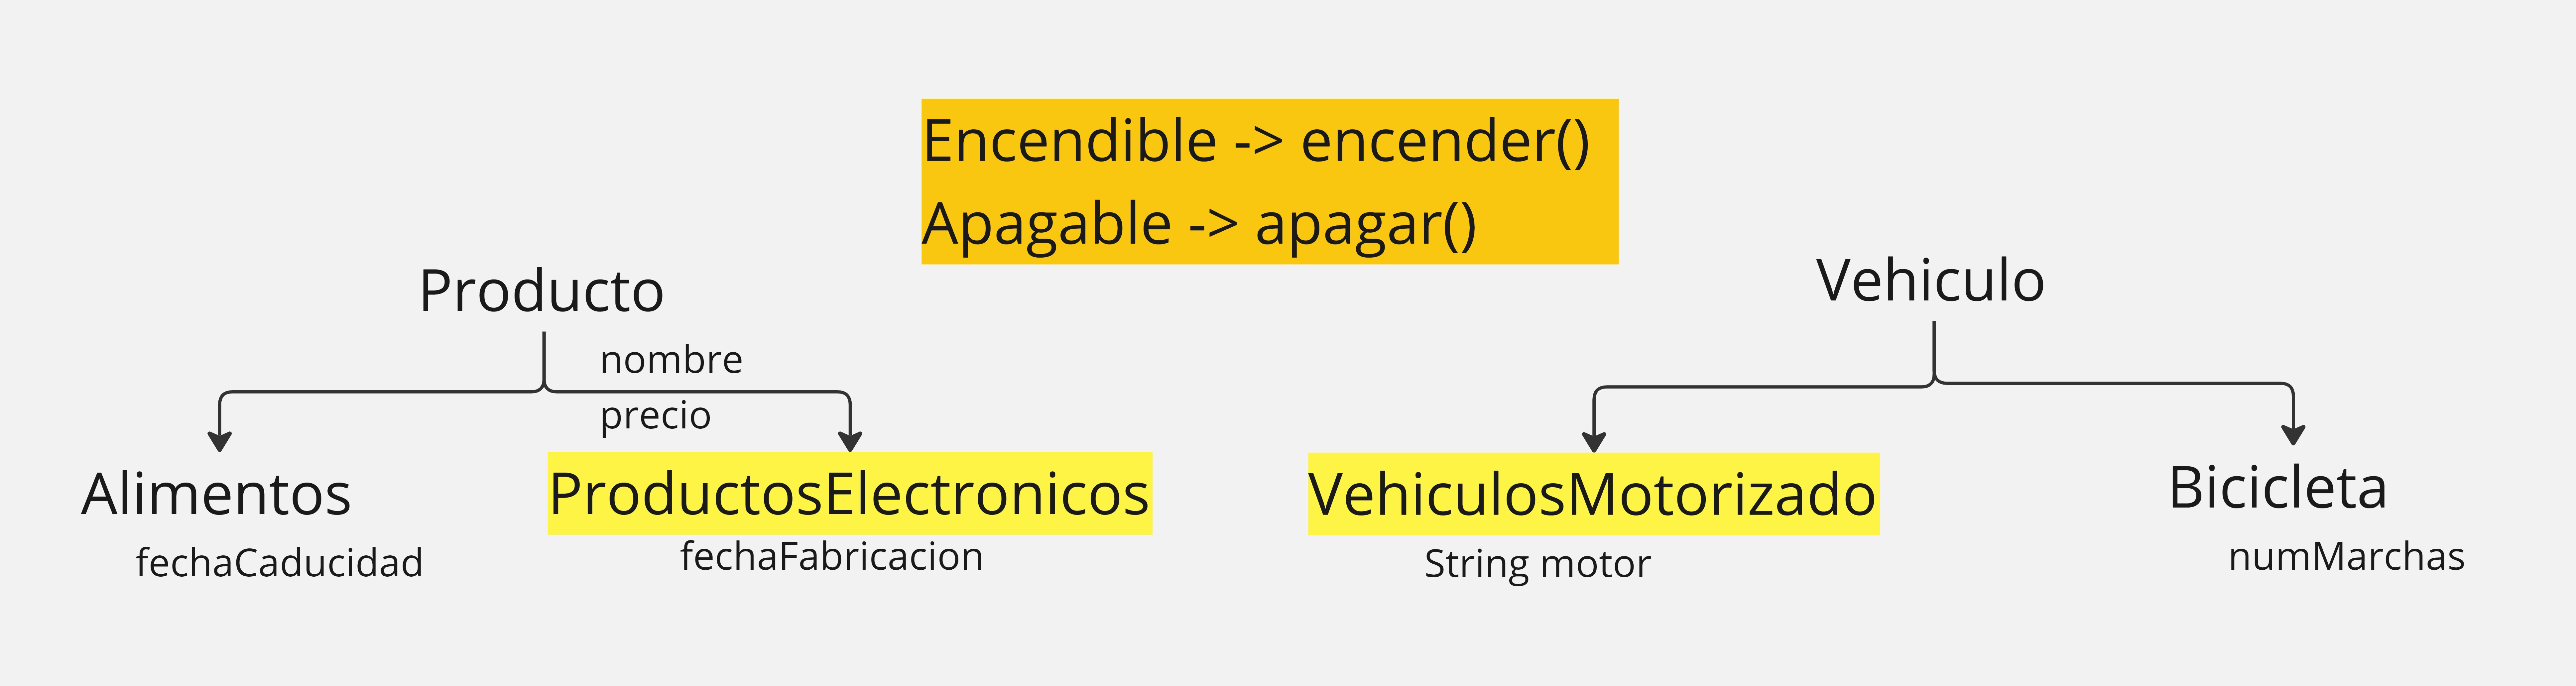 Encendible -> encender()
Apagable -> apagar()
Producto
nombre
precio
Alimentos
fechaCaducidad
ProductosElectronicos
fechaFabricacion
Vehiculo
VehiculosMotorizado
String motor
Bicicleta
numMarchas